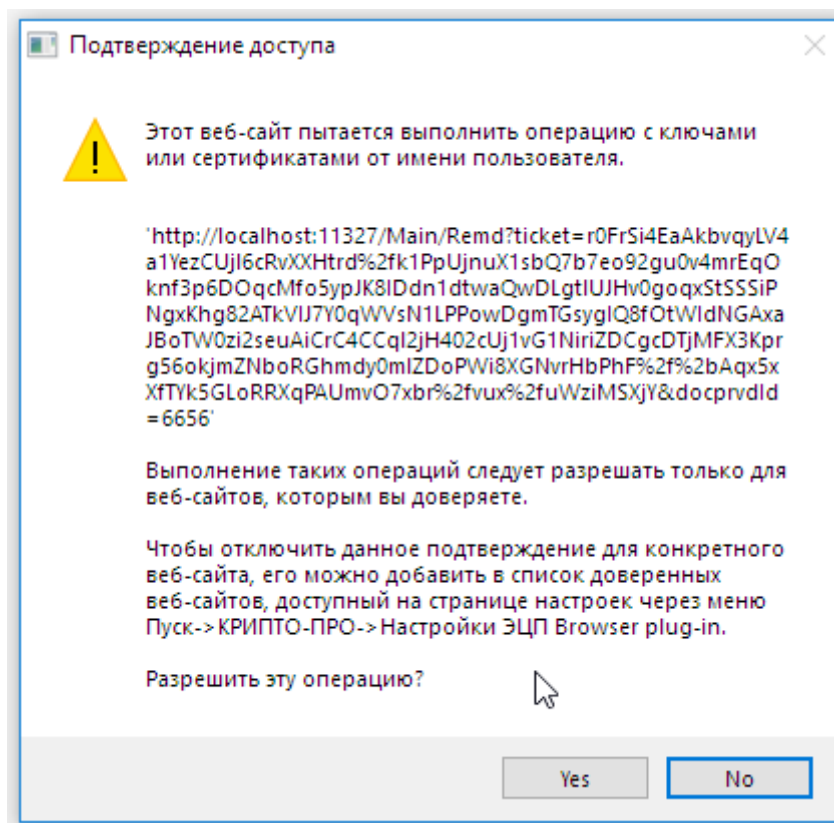 Подтверждение доступа
Этот веб-сайт пытается выполнить операцию с ключами
или сертификатами от имени пользователя.
'http://localhost:11327/Main/Remd?ticket=r0FrSi4EaAkbvqyLV4
a1YezCUjI6cRvXXHtrd%2fk1PpUjnuX1sbQ7b7eo92gu0v4mrEqO
knf3p6DOqcMfo5ypJK8IDdn1dtwaQwDLgtIUJHv0goqxStSSSiP
NgxKhg82ATkVIJ7Y0qWVsN1LPPowDgmTGsyglQ8fOtWIdNGAxa
JBoTW0zi2seuAiCrC4CCqI2jH402cUj1vG1NiriZDCgcDTjMFX3Kpr
g56okjmZNboRGhmdy0mIZDoPWi8XGNvrHbPhF%2f%2bAqx5x
XfTYk5GLoRRXqPAUmvO7xbr%2fvux%2fuWziMSXjY&docprvdId
=6656'
Выполнение таких операций следует разрешать только для
веб-сайтов, которым вы доверяете.
Чтобы отключить данное подтверждение для конкретного
веб-сайта, его можно добавить в список доверенных
веб-сайтов, доступный на странице настроек через меню
Пуск->КРИПТО-ПРО->Настройки ЭЦП Browser plug-in.
Разрешить эту операцию?
Yes No